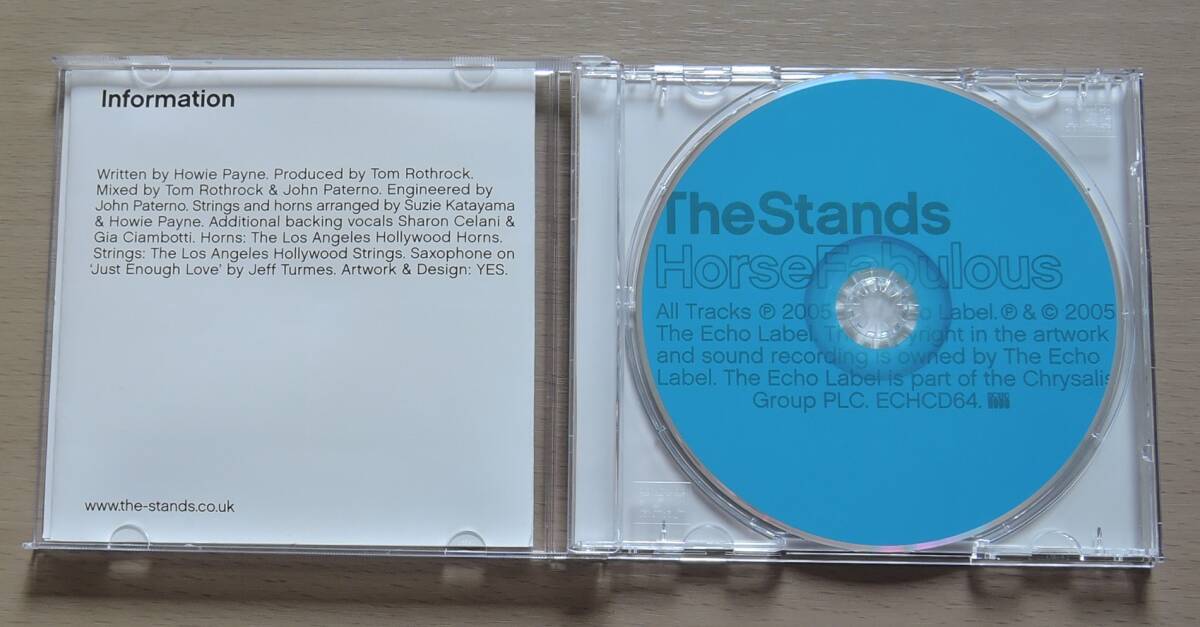 Information
Written by Howie Payne. Produced by Tom Rothrock.
Mixed by Tom Rothrock & John Paterno. Engineered by
John Paterno. Strings and horns arranged by Suzie Katayama
& Howie Payne. Additional backing vocals Sharon Celani &
Gia Ciambotti. Horns: The Los Angeles Hollywood Horns.
Strings: The Los Angeles Hollywood Strings. Saxophone on
‘Just Enough Love’ by Jeff Turmes. Artwork & Design: YES.
www.the-stands.co.uk
TheStands
HorseFabulous
All Tracks ℗ 2005 Label. ℗ & © 2005
The Echo Label. in the artwork
and sound recording is owned by The Echo
Label. The Echo Label is part of the Chrysalis
Group PLC. ECHCD64.